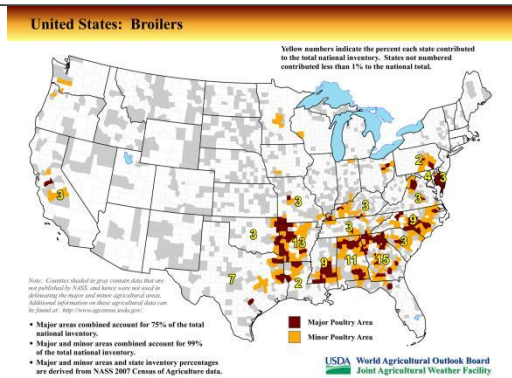 United States: Broilers
Yellow numbers indicate the percent each state contributed
to the total national inventory. States not numbered
contributed less than 1% to the national total.
2
4
3
3
3
3
3
3
9
3
13
3
9
11
15
7
2
Note: Counties shaded in gray contain data that are
not published by NASS, and hence were not used in
delineating the major and minor agricultural areas.
Additional information on these agricultural data can
be found at: http://www.agcensus.usda.gov/.
• Major areas combined account for 75% of the total
national inventory.
• Major and minor areas combined account for 99%
of the total national inventory.
• Major and minor areas and state inventory percentages
are derived from NASS 2007 Census of Agriculture data.
Major Poultry Area
Minor Poultry Area
USDA World Agricultural Outlook Board
Joint Agricultural Weather Facility